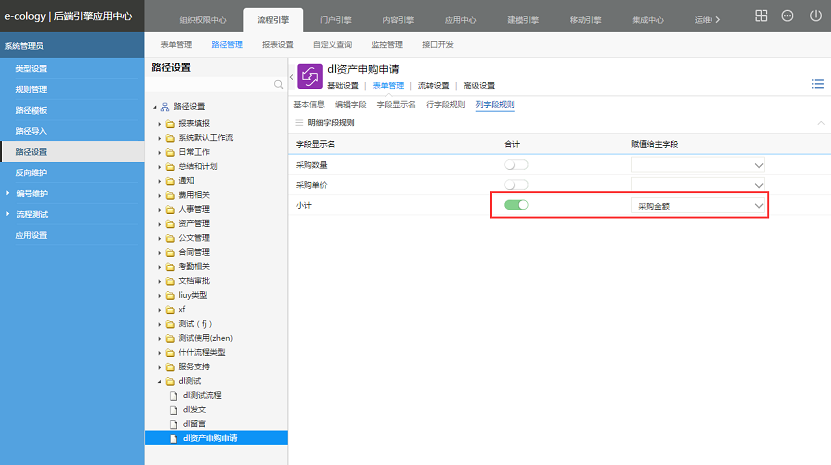 e-cology | 后端引擎应用中心
组织权限中心 流程引擎 门户引擎 内容引擎 应用中心 建模引擎 移动引擎 集成中心 运维
系统管理员
表单管理 路径管理 报表设置 自定义查询 监控管理 接口开发
类型设置
规则管理
路径模板
路径导入
路径设置
反向维护
编号维护
流程测试
应用设置
路径设置
路径设置
报表填报
系统默认工作流
日常工作
总结和计划
通知
费用相关
人事管理
资产管理
公文管理
合同管理
考勤相关
文档审批
liuy类型
xf
测试（fj）
测试使用(zhen)
什什流程类型
服务支持
dl测试
dl测试流程
dl发文
dl留言
dl资产申购申请
dl资产申购申请
基础设置 | 表单管理 | 流转设置 | 高级设置
基本信息 编辑字段 字段显示名 行字段规则 列字段规则
明细字段规则
字段显示名 合计 赋值给主字段
采购数量
采购单价
小计 采购金额